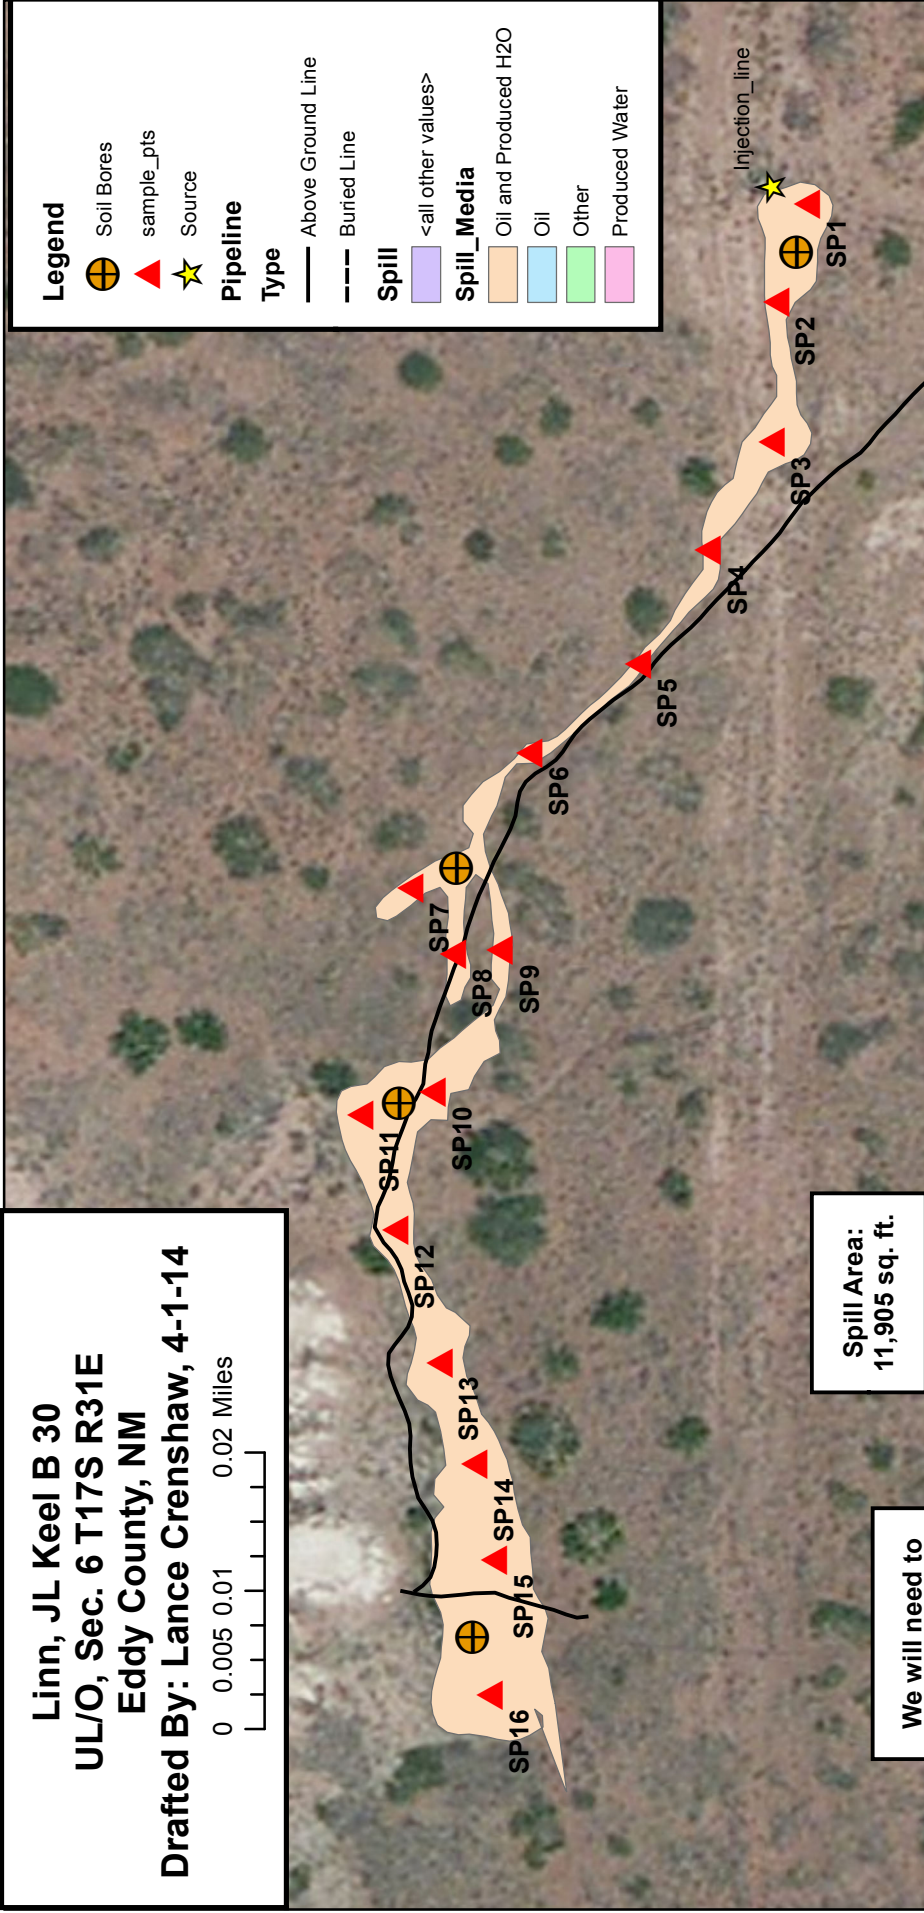 Linn, JL Keel B 30
UL/O, Sec. 6 T17S R31E
Eddy County, NM
Drafted By: Lance Crenshaw, 4-1-14
0 0.005 0.01 0.02 Miles
Legend
Soil Bores
sample_pts
Source
Pipeline
Type
Above Ground Line
Buried Line
Spill
<all other values>
Spill_Media
Oil and Produced H2O
Oil
Other
Produced Water
Injection_line
SP1
SP2
SP3
SP4
SP5
SP6
SP7
SP8
SP9
SP10
SP11
SP12
SP13
SP14
SP15
SP16
Spill Area:
11,905 sq. ft.
We will need to